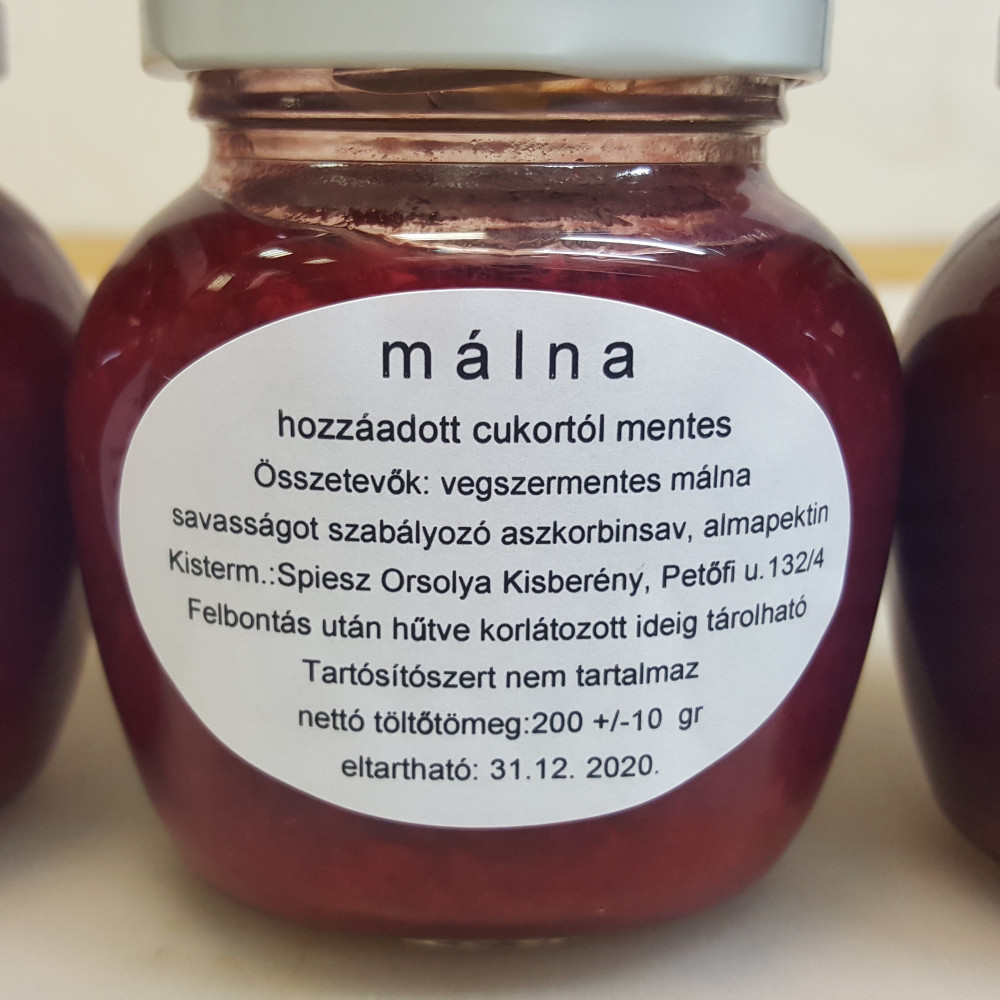 málna
hozzáadott cukortól mentes
Összetevők: vegszermentes málna
savasságot szabályozó aszkorbinsav, almapektin
Kisterm.:Spiesz Orsolya Kisberény, Petőfi u.132/4
Felbontás után hűtve korlátozott ideig tárolható
Tartósítószert nem tartalmaz
nettó töltőtömeg:200 +/-10 gr
eltartható: 31.12. 2020.